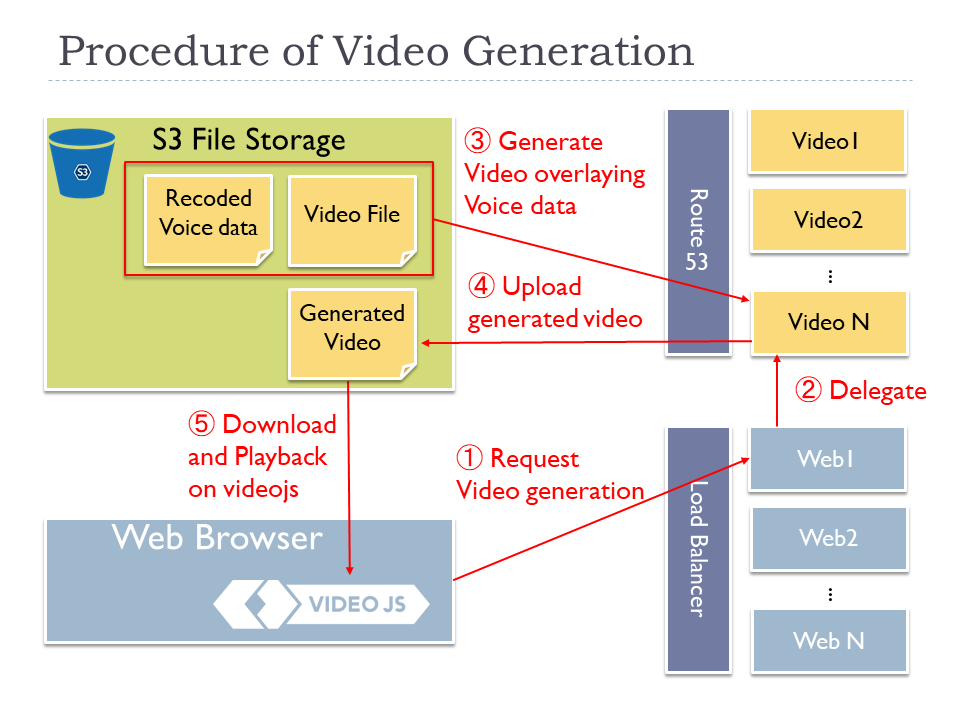 Procedure of Video Generation
S3 File Storage
S3
Recoded
Voice data
Video File
Generated
Video
③ Generate
Video overlaying
Voice data
④ Upload
generated video
Route 53
Video1
Video2
...
Video N
② Delegate
⑤ Download
and Playback
on videojs
① Request
Video generation
Web Browser
VIDEO JS
Load Balancer
Web1
Web2
...
Web N